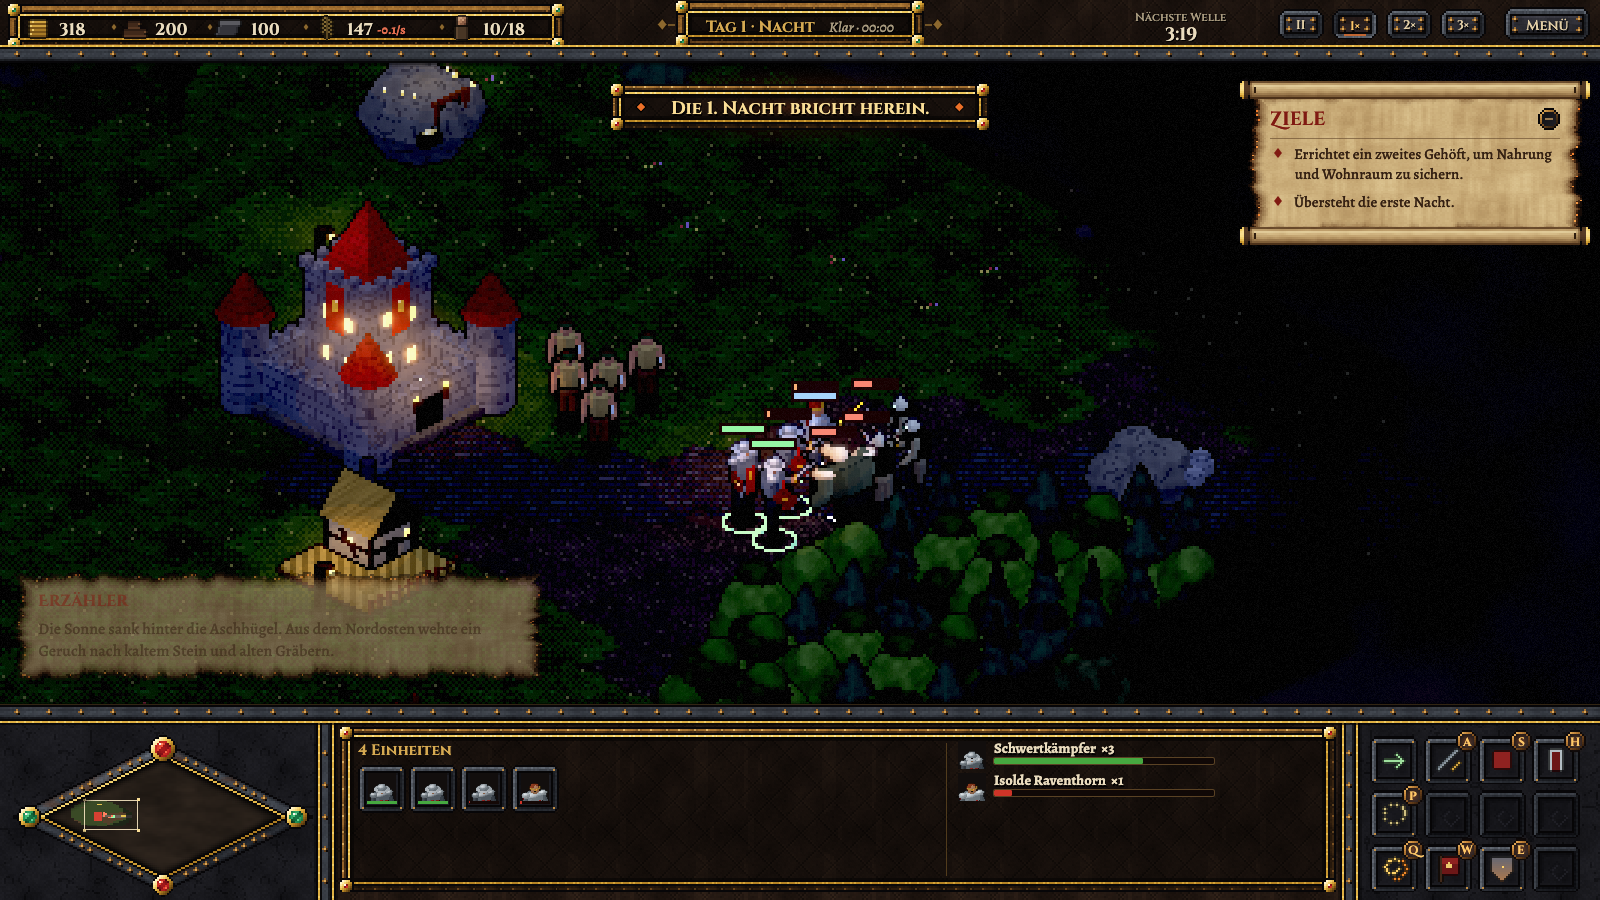 318
200
100
147 -0.1/s
10/18
Tag 1 · Nacht Klar · 00:00
Nächste Welle
3:19
II
1×
2×
3×
Menü
Die 1. Nacht bricht herein.
Ziele
Errichtet ein zweites Gehöft, um Nahrung
und Wohnraum zu sichern.
Übersteht die erste Nacht.
Erzähler
Die Sonne sank hinter die Aschhügel. Aus dem Nordosten wehte ein
Geruch nach kaltem Stein und alten Gräbern.
4 Einheiten
Schwertkämpfer ×3
Isolde Raventhorn ×1
A
S
H
P
Q
W
E